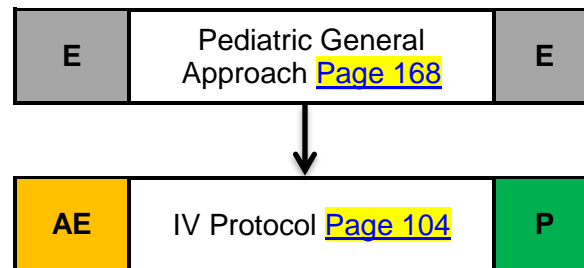 E Pediatric General E
Approach Page 168
AE IV Protocol Page 104 P